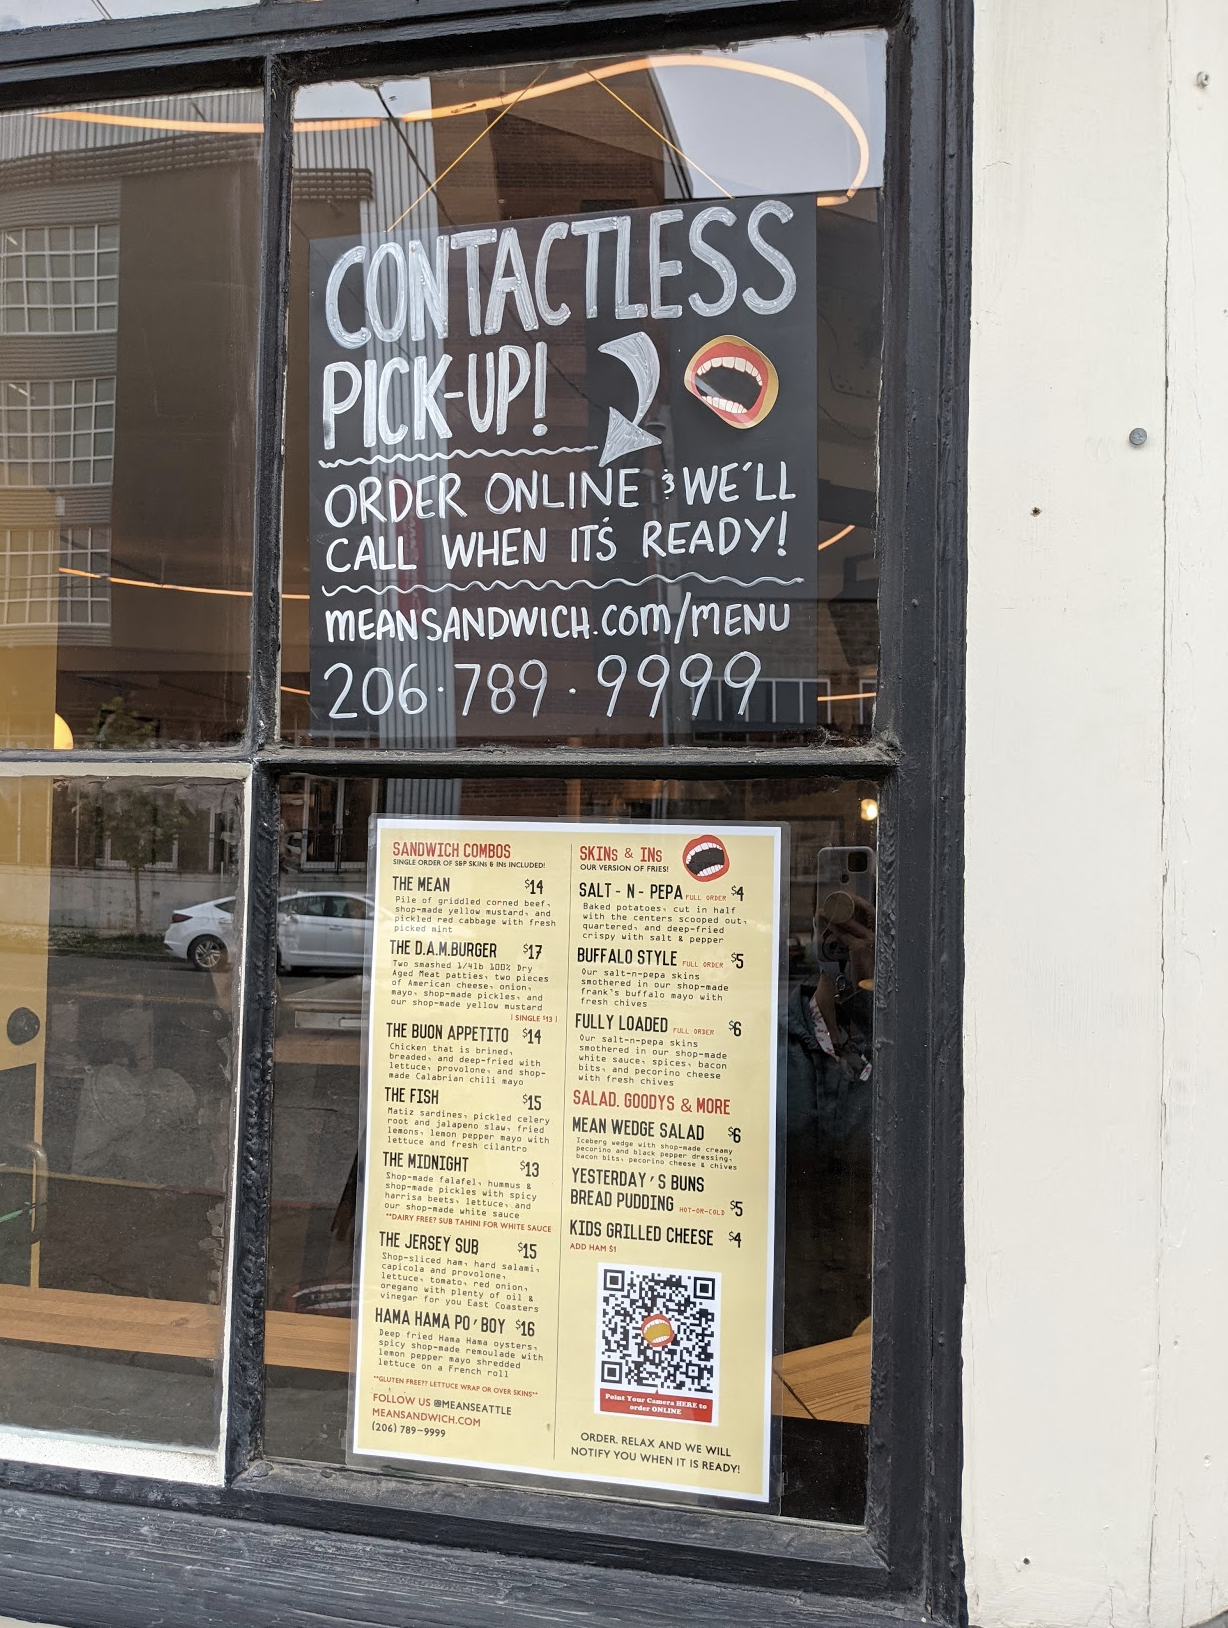 CONTACTLESS
PICK-UP!
ORDER ONLINE & WE'LL
CALL WHEN IT'S READY!
MEANSANDWICH.COM/MENU
206·789·9999
SANDWICH COMBOS
SINGLE ORDER OF S&P SKINs & INs INCLUDED!
THE MEAN $14
Pile of griddled corned beef,
shop-made yellow mustard, and
pickled red cabbage with fresh
picked mint
THE D.A.M.BURGER $17
Two smashed 1/4lb 100% Dry
Aged Meat patties, two pieces
of American cheese, onion,
mayo, shop-made pickles, and
our shop-made yellow mustard
| SINGLE $13 |
THE BUON APPETITO $14
Chicken that is brined,
breaded, and deep-fried with
lettuce, provolone, and shop-
made Calabrian chili mayo
THE FISH $15
Matiz sardines, pickled celery
root and jalapeno slaw, fried
lemons, lemon pepper mayo with
lettuce and fresh cilantro
THE MIDNIGHT $13
Shop-made falafel, hummus &
shop-made pickles with spicy
harrisa beets, lettuce, and
our shop-made white sauce
**DAIRY FREE? SUB TAHINI FOR WHITE SAUCE
THE JERSEY SUB $15
Shop-sliced ham, hard salami,
capicola and provolone,
lettuce, tomato, red onion,
oregano with plenty of oil &
vinegar for you East Coasters
HAMA HAMA PO'BOY $16
Deep fried Hama Hama oysters,
spicy shop-made remoulade with
lemon pepper mayo shredded
lettuce on a French roll
**GLUTEN FREE?? LETTUCE WRAP OR OVER SKINS**
FOLLOW US @MEANSEATTLE
MEANSANDWICH.COM
(206) 789-9999
SKINs & INs
OUR VERSION OF FRIES!
SALT - N - PEPA FULL ORDER $4
Baked potatoes, cut in half
with the centers scooped out,
quartered, and deep-fried
crispy with salt & pepper
BUFFALO STYLE FULL ORDER $5
Our salt-n-pepa skins
smothered in our shop-made
frank's buffalo mayo with
fresh chives
FULLY LOADED FULL ORDER $6
Our salt-n-pepa skins
smothered in our shop-made
white sauce, spices, bacon
bits, and pecorino cheese
with fresh chives
SALAD, GOODYS & MORE
MEAN WEDGE SALAD $6
Iceberg wedge with shop-made creamy
pecorino and black pepper dressing,
bacon bits, pecorino cheese & chives
YESTERDAY'S BUNS
BREAD PUDDING HOT-OR-COLD $5
KIDS GRILLED CHEESE $4
ADD HAM $1
Point Your Camera HERE to
order ONLINE
ORDER, RELAX AND WE WILL
NOTIFY YOU WHEN IT IS READY!